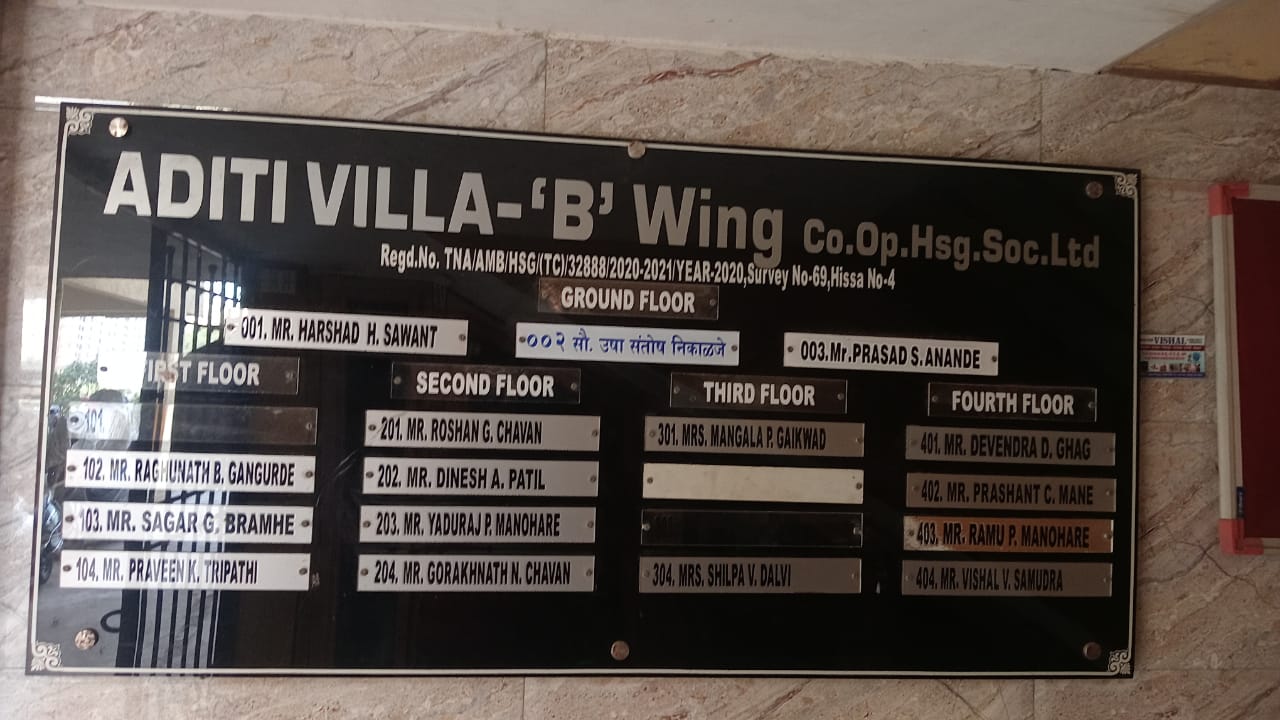 ADITI VILLA-'B' Wing Co.Op.Hsg.Soc.Ltd
Regd.No. TNA/AMB/HSG/(TC)/32888/2020-2021/YEAR-2020,Survey No-69,Hissa No-4
GROUND FLOOR
001. MR. HARSHAD H. SAWANT
००२ सौ. उषा संतोष निकाळजे
003.Mr.PRASAD S.ANANDE
FIRST FLOOR
101.
102. MR. RAGHUNATH B. GANGURDE
103. MR. SAGAR G. BRAMHE
104. MR. PRAVEEN K. TRIPATHI
SECOND FLOOR
201. MR. ROSHAN G. CHAVAN
202. MR. DINESH A. PATIL
203. MR. YADURAJ P. MANOHARE
204. MR. GORAKHNATH N. CHAVAN
THIRD FLOOR
301. MRS. MANGALA P. GAIKWAD
304. MRS. SHILPA V. DALVI
FOURTH FLOOR
401. MR. DEVENDRA D. GHAG
402. MR. PRASHANT C. MANE
403. MR. RAMU P. MANOHARE
404. MR. VISHAL V. SAMUDRA
VISHAL